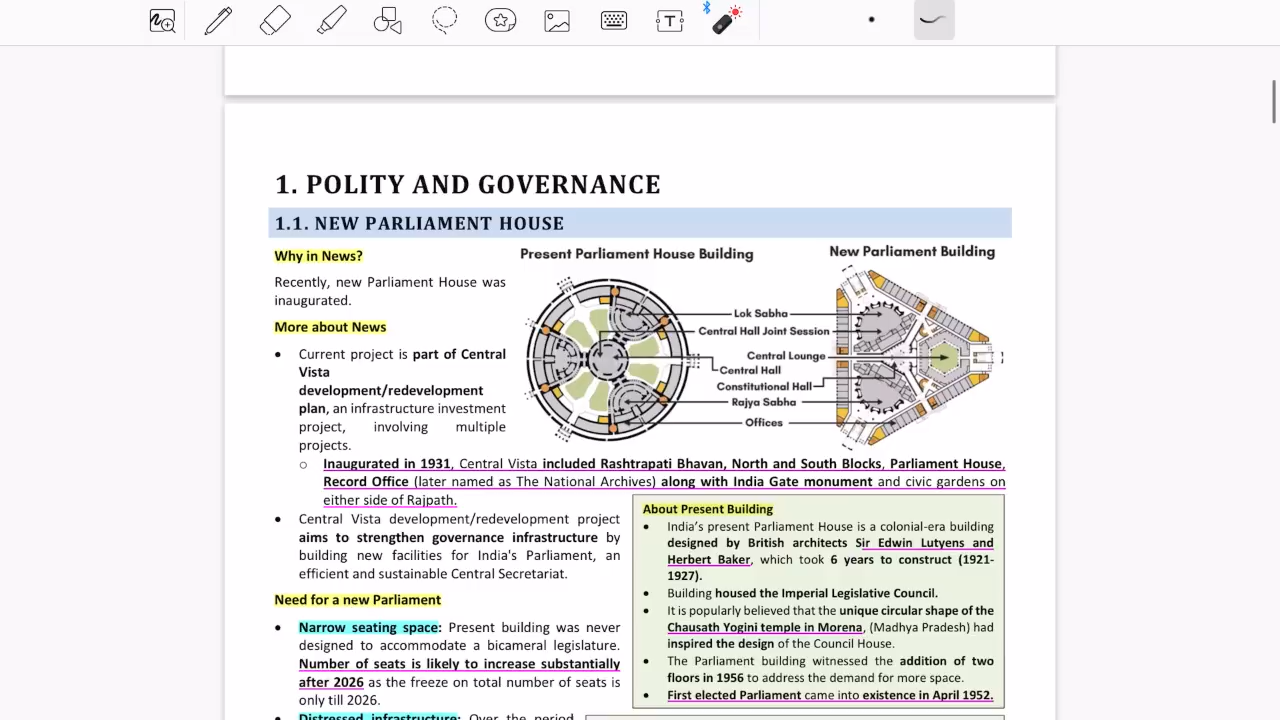 T
1. POLITY AND GOVERNANCE
1.1. NEW PARLIAMENT HOUSE
Why in News?
Recently, new Parliament House was
inaugurated.
More about News
• Current project is part of Central
Vista
development/redevelopment
plan, an infrastructure investment
project, involving multiple
projects.
Present Parliament House Building
New Parliament Building
Lok Sabha
Central Hall Joint Session
Central Lounge
Central Hall
Constitutional Hall
Rajya Sabha
Offices
○ Inaugurated in 1931, Central Vista included Rashtrapati Bhavan, North and South Blocks, Parliament House,
Record Office (later named as The National Archives) along with India Gate monument and civic gardens on
either side of Rajpath.
• Central Vista development/redevelopment project
aims to strengthen governance infrastructure by
building new facilities for India's Parliament, an
efficient and sustainable Central Secretariat.
Need for a new Parliament
• Narrow seating space: Present building was never
designed to accommodate a bicameral legislature.
Number of seats is likely to increase substantially
after 2026 as the freeze on total number of seats is
only till 2026.
• Distressed infrastructure: Over the period
About Present Building
• India's present Parliament House is a colonial-era building
designed by British architects Sir Edwin Lutyens and
Herbert Baker, which took 6 years to construct (1921-
1927).
• Building housed the Imperial Legislative Council.
• It is popularly believed that the unique circular shape of the
Chausath Yogini temple in Morena, (Madhya Pradesh) had
inspired the design of the Council House.
• The Parliament building witnessed the addition of two
floors in 1956 to address the demand for more space.
• First elected Parliament came into existence in April 1952.